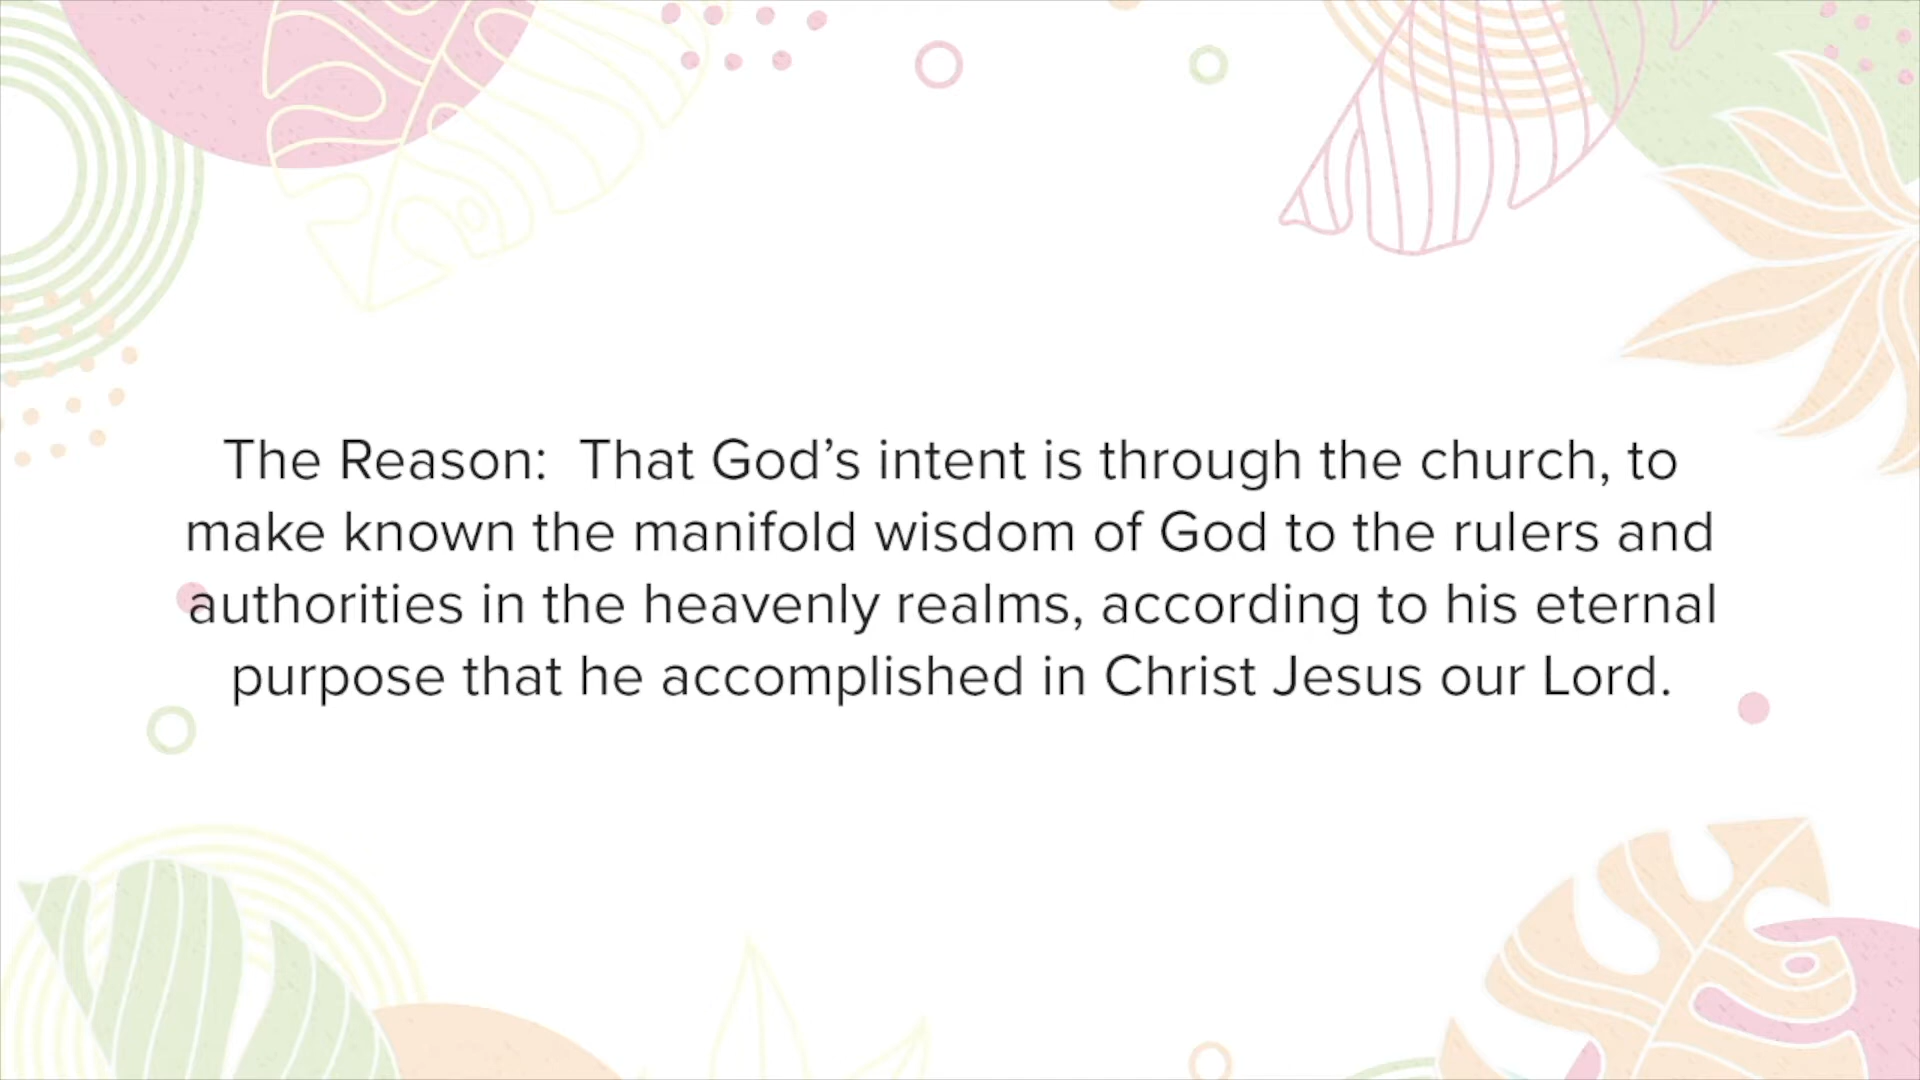 The Reason:  That God’s intent is through the church, to
make known the manifold wisdom of God to the rulers and
authorities in the heavenly realms, according to his eternal
purpose that he accomplished in Christ Jesus our Lord.